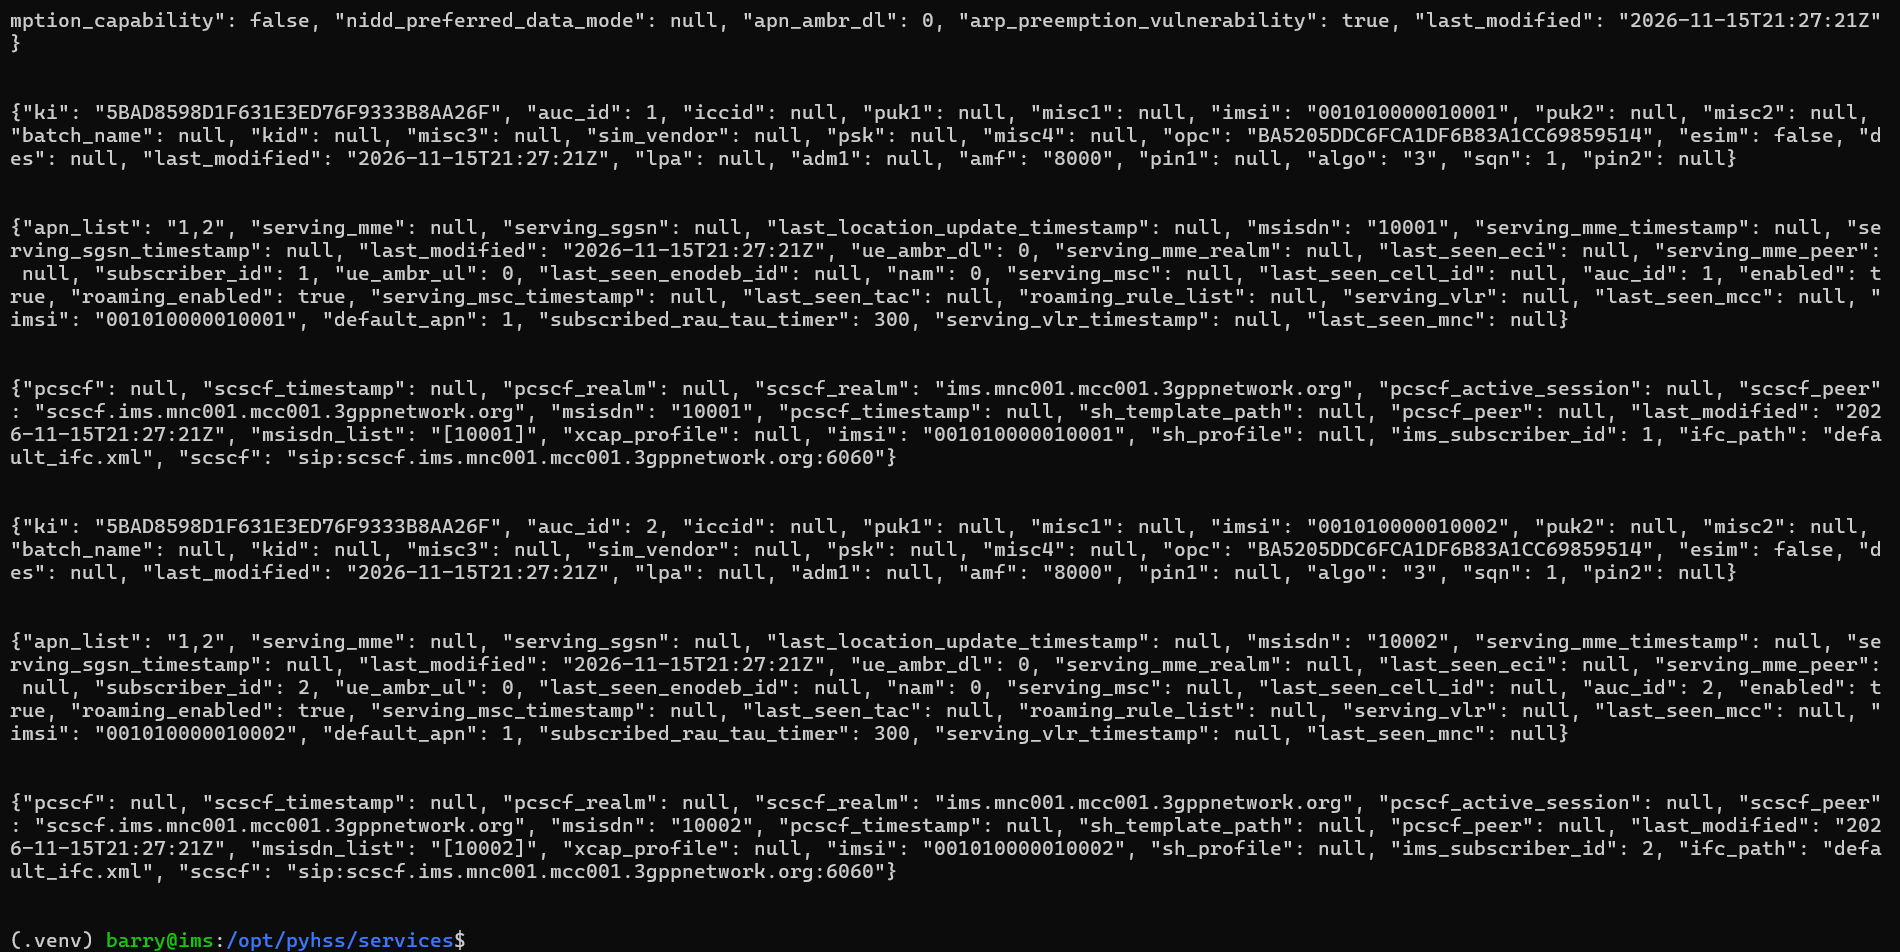 mption_capability": false, "nidd_preferred_data_mode": null, "apn_ambr_dl": 0, "arp_preemption_vulnerability": true, "last_modified": "2026-11-15T21:27:21Z"
}
{"ki": "5BAD8598D1F631E3ED76F9333B8AA26F", "auc_id": 1, "iccid": null, "puk1": null, "misc1": null, "imsi": "001010000010001", "puk2": null, "misc2": null,
"batch_name": null, "kid": null, "misc3": null, "sim_vendor": null, "psk": null, "misc4": null, "opc": "BA5205DDC6FCA1DF6B83A1CC69859514", "esim": false, "d
es": null, "last_modified": "2026-11-15T21:27:21Z", "lpa": null, "adm1": null, "amf": "8000", "pin1": null, "algo": "3", "sqn": 1, "pin2": null}
{"apn_list": "1,2", "serving_mme": null, "serving_sgsn": null, "last_location_update_timestamp": null, "msisdn": "10001", "serving_mme_timestamp": null, "se
rving_sgsn_timestamp": null, "last_modified": "2026-11-15T21:27:21Z", "ue_ambr_dl": 0, "serving_mme_realm": null, "last_seen_eci": null, "serving_mme_peer":
 null, "subscriber_id": 1, "ue_ambr_ul": 0, "last_seen_enodeb_id": null, "nam": 0, "serving_msc": null, "last_seen_cell_id": null, "auc_id": 1, "enabled": t
rue, "roaming_enabled": true, "serving_msc_timestamp": null, "last_seen_tac": null, "roaming_rule_list": null, "serving_vlr": null, "last_seen_mcc": null, "
imsi": "001010000010001", "default_apn": 1, "subscribed_rau_tau_timer": 300, "serving_vlr_timestamp": null, "last_seen_mnc": null}
{"pcscf": null, "scscf_timestamp": null, "pcscf_realm": null, "scscf_realm": "ims.mnc001.mcc001.3gppnetwork.org", "pcscf_active_session": null, "scscf_peer"
: "scscf.ims.mnc001.mcc001.3gppnetwork.org", "msisdn": "10001", "pcscf_timestamp": null, "sh_template_path": null, "pcscf_peer": null, "last_modified": "202
6-11-15T21:27:21Z", "msisdn_list": "[10001]", "xcap_profile": null, "imsi": "001010000010001", "sh_profile": null, "ims_subscriber_id": 1, "ifc_path": "defa
ult_ifc.xml", "scscf": "sip:scscf.ims.mnc001.mcc001.3gppnetwork.org:6060"}
{"ki": "5BAD8598D1F631E3ED76F9333B8AA26F", "auc_id": 2, "iccid": null, "puk1": null, "misc1": null, "imsi": "001010000010002", "puk2": null, "misc2": null,
"batch_name": null, "kid": null, "misc3": null, "sim_vendor": null, "psk": null, "misc4": null, "opc": "BA5205DDC6FCA1DF6B83A1CC69859514", "esim": false, "d
es": null, "last_modified": "2026-11-15T21:27:21Z", "lpa": null, "adm1": null, "amf": "8000", "pin1": null, "algo": "3", "sqn": 1, "pin2": null}
{"apn_list": "1,2", "serving_mme": null, "serving_sgsn": null, "last_location_update_timestamp": null, "msisdn": "10002", "serving_mme_timestamp": null, "se
rving_sgsn_timestamp": null, "last_modified": "2026-11-15T21:27:21Z", "ue_ambr_dl": 0, "serving_mme_realm": null, "last_seen_eci": null, "serving_mme_peer":
 null, "subscriber_id": 2, "ue_ambr_ul": 0, "last_seen_enodeb_id": null, "nam": 0, "serving_msc": null, "last_seen_cell_id": null, "auc_id": 2, "enabled": t
rue, "roaming_enabled": true, "serving_msc_timestamp": null, "last_seen_tac": null, "roaming_rule_list": null, "serving_vlr": null, "last_seen_mcc": null, "
imsi": "001010000010002", "default_apn": 1, "subscribed_rau_tau_timer": 300, "serving_vlr_timestamp": null, "last_seen_mnc": null}
{"pcscf": null, "scscf_timestamp": null, "pcscf_realm": null, "scscf_realm": "ims.mnc001.mcc001.3gppnetwork.org", "pcscf_active_session": null, "scscf_peer"
: "scscf.ims.mnc001.mcc001.3gppnetwork.org", "msisdn": "10002", "pcscf_timestamp": null, "sh_template_path": null, "pcscf_peer": null, "last_modified": "202
6-11-15T21:27:21Z", "msisdn_list": "[10002]", "xcap_profile": null, "imsi": "001010000010002", "sh_profile": null, "ims_subscriber_id": 2, "ifc_path": "defa
ult_ifc.xml", "scscf": "sip:scscf.ims.mnc001.mcc001.3gppnetwork.org:6060"}
(.venv) barry@ims:/opt/pyhss/services$